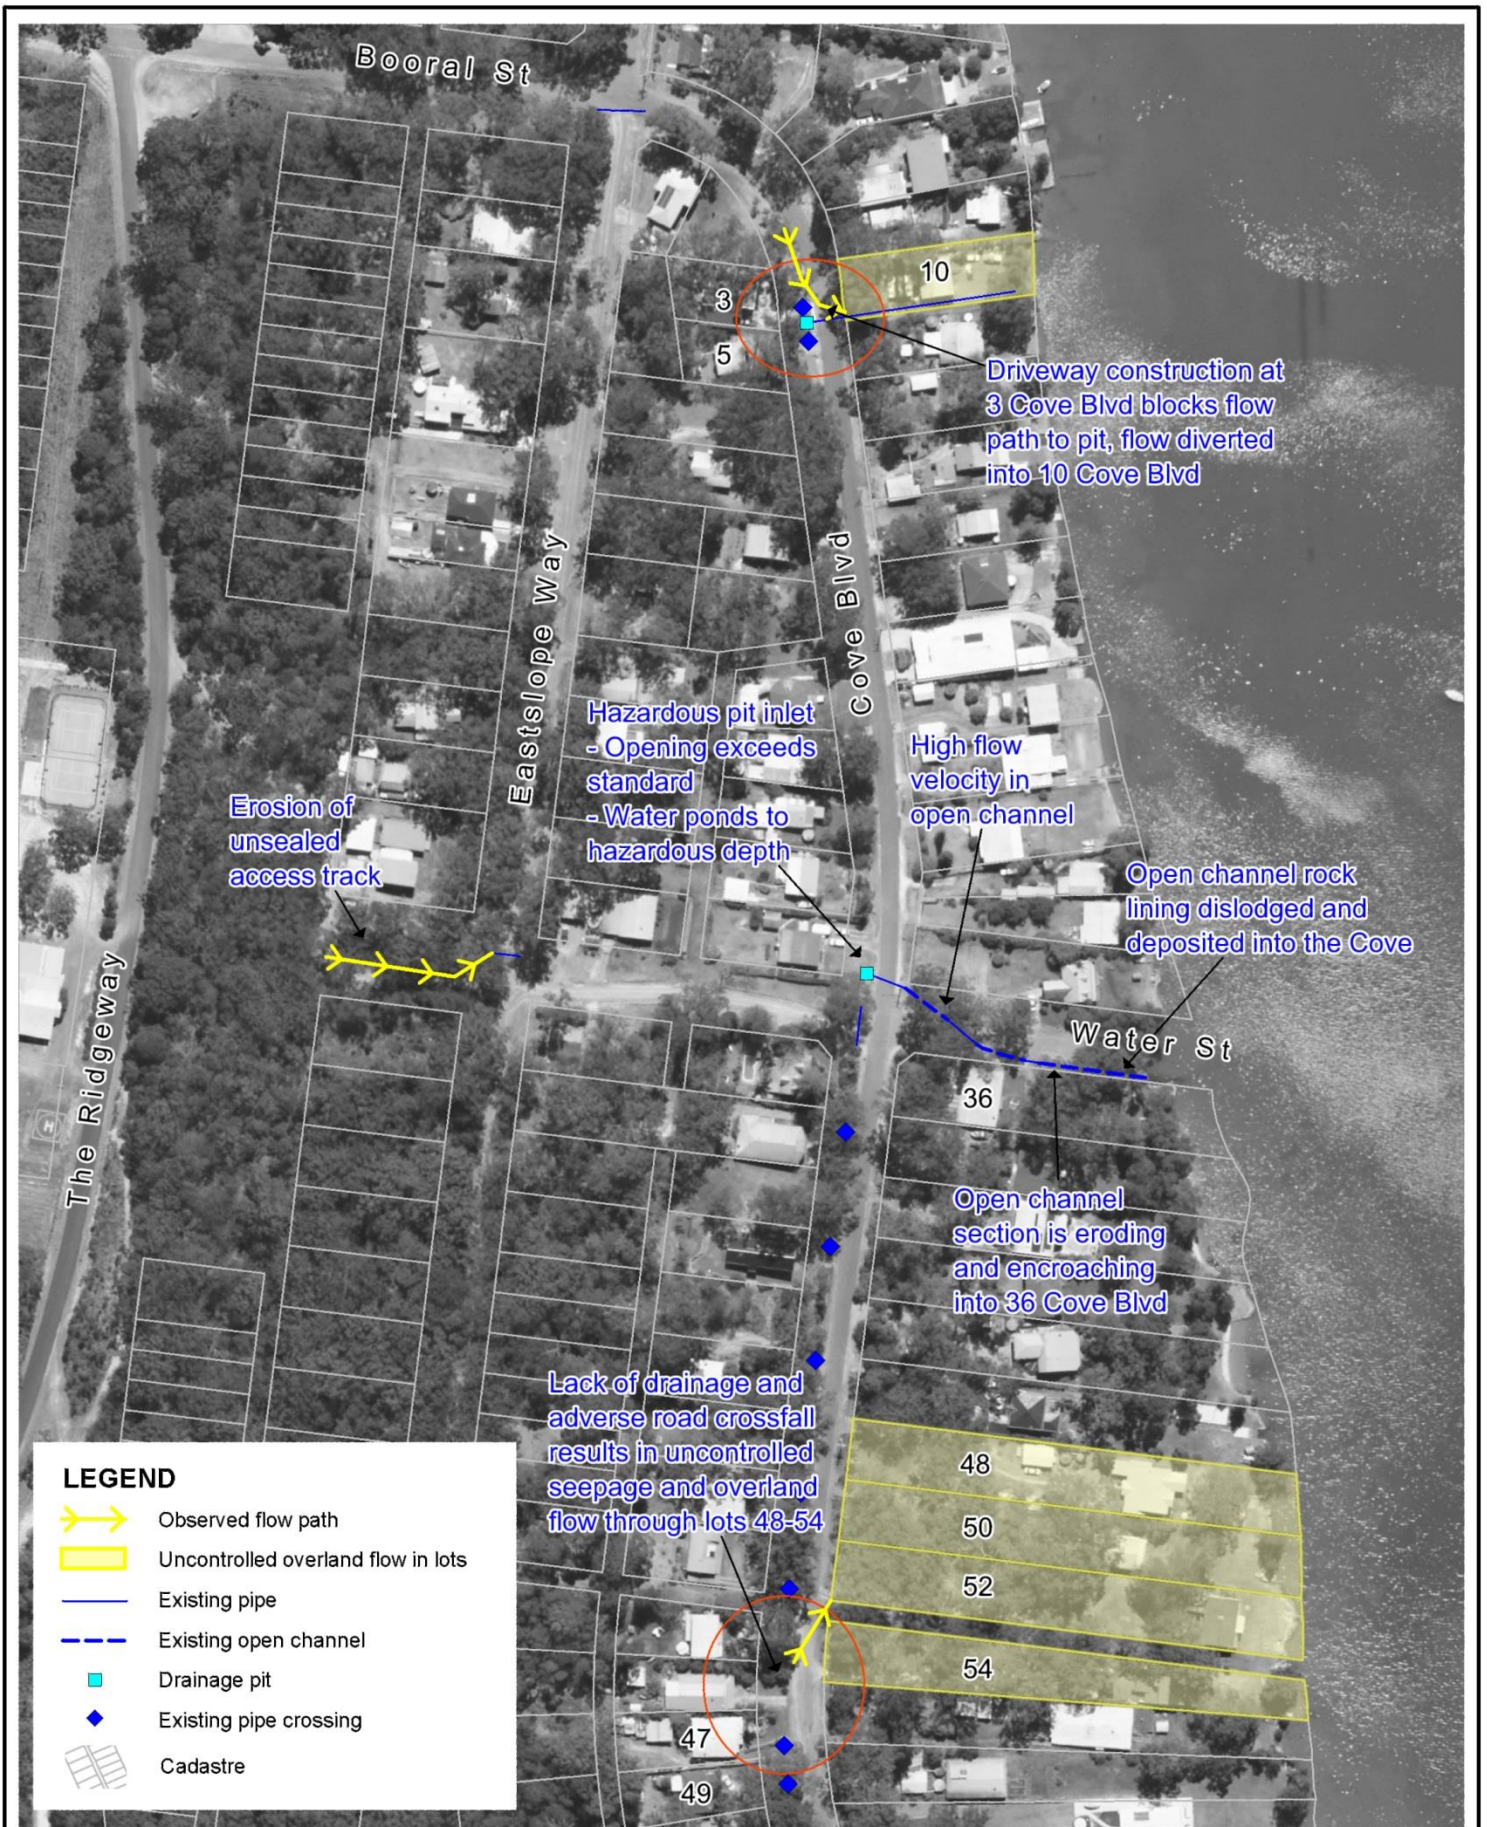 Booral St
10
3
5
Driveway construction at
3 Cove Blvd blocks flow
path to pit, flow diverted
into 10 Cove Blvd
Eastslope Way
Cove Blvd
Hazardous pit inlet
- Opening exceeds
standard
- Water ponds to
hazardous depth
High flow
velocity in
open channel
Erosion of
unsealed
access track
Open channel rock
lining dislodged and
deposited into the Cove
The Ridgeway
Water St
36
H
Open channel
section is eroding
and encroaching
into 36 Cove Blvd
Lack of drainage and
adverse road crossfall
results in uncontrolled
seepage and overland
flow through lots 48-54
48
50
52
54
47
49
LEGEND
Observed flow path
Uncontrolled overland flow in lots
Existing pipe
Existing open channel
Drainage pit
Existing pipe crossing
Cadastre